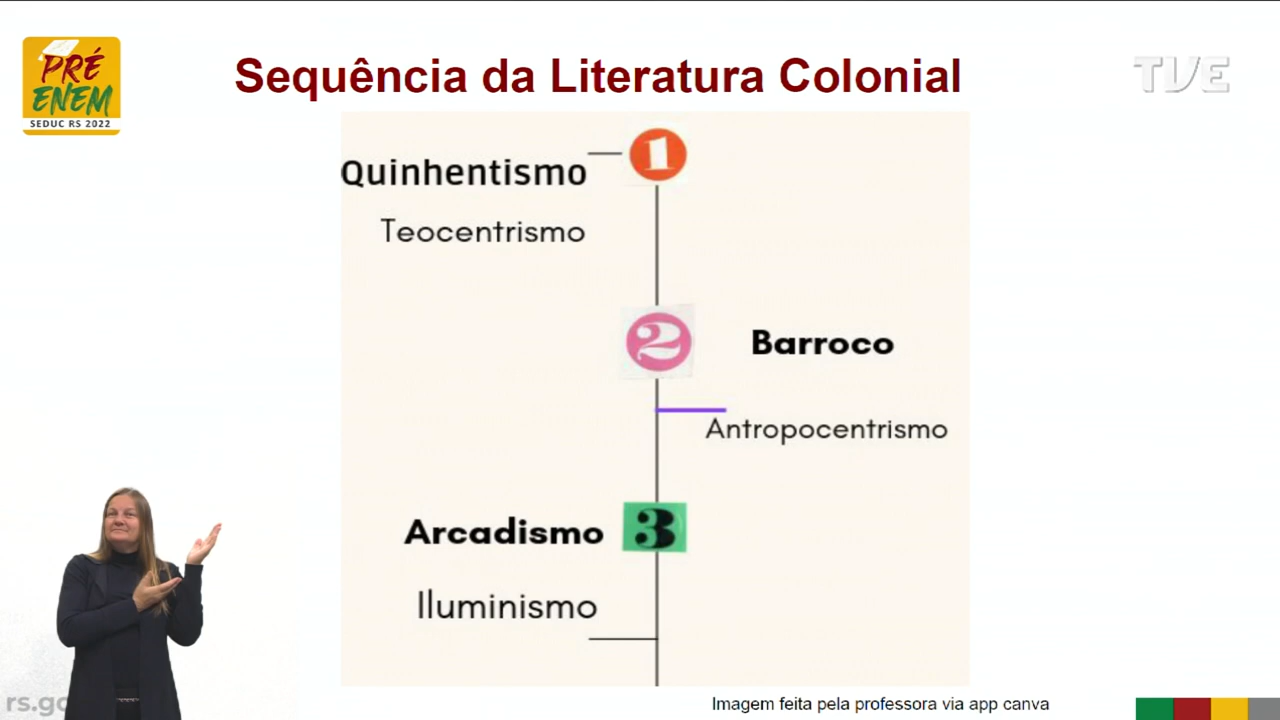 PRÉ
ENEM
SEDUC RS 2022
Sequência da Literatura Colonial
TVE
1
Quinhentismo
Teocentrismo
2
Barroco
Antropocentrismo
Arcadismo
3
Iluminismo
rs.go
Imagem feita pela professora via app canva